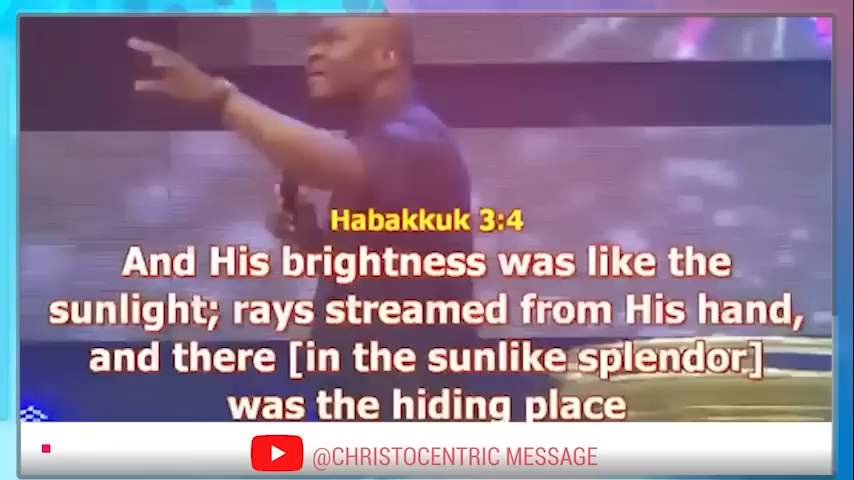 Habakkuk 3:4
And His brightness was like the
sunlight; rays streamed from His hand,
and there [in the sunlike splendor]
was the hiding place
@CHRISTOCENTRIC MESSAGE